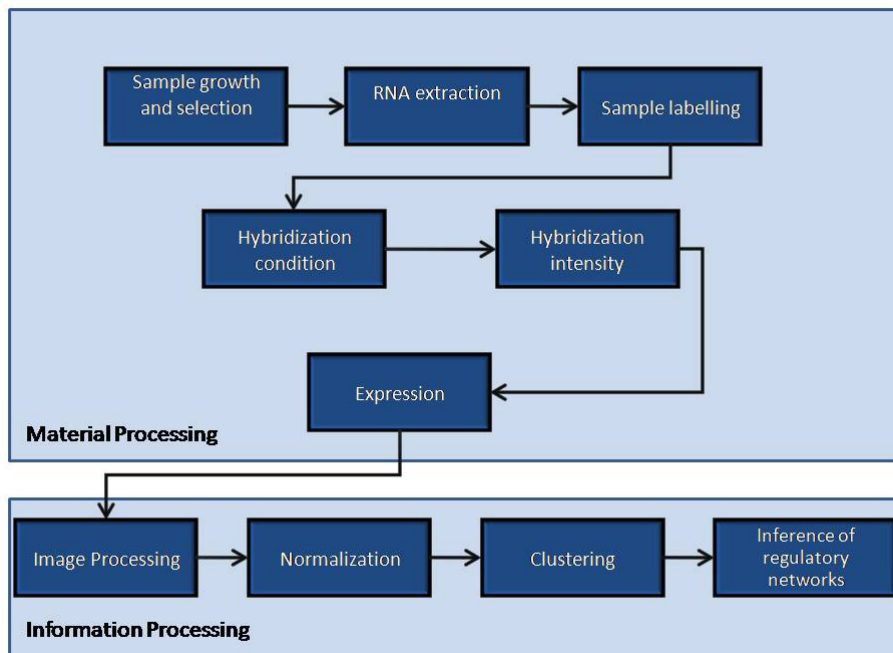 Sample growth
and selection
RNA extraction
Sample labelling
Hybridization
condition
Hybridization
intensity
Expression
Material Processing
Image Processing
Normalization
Clustering
Inference of
regulatory
networks
Information Processing